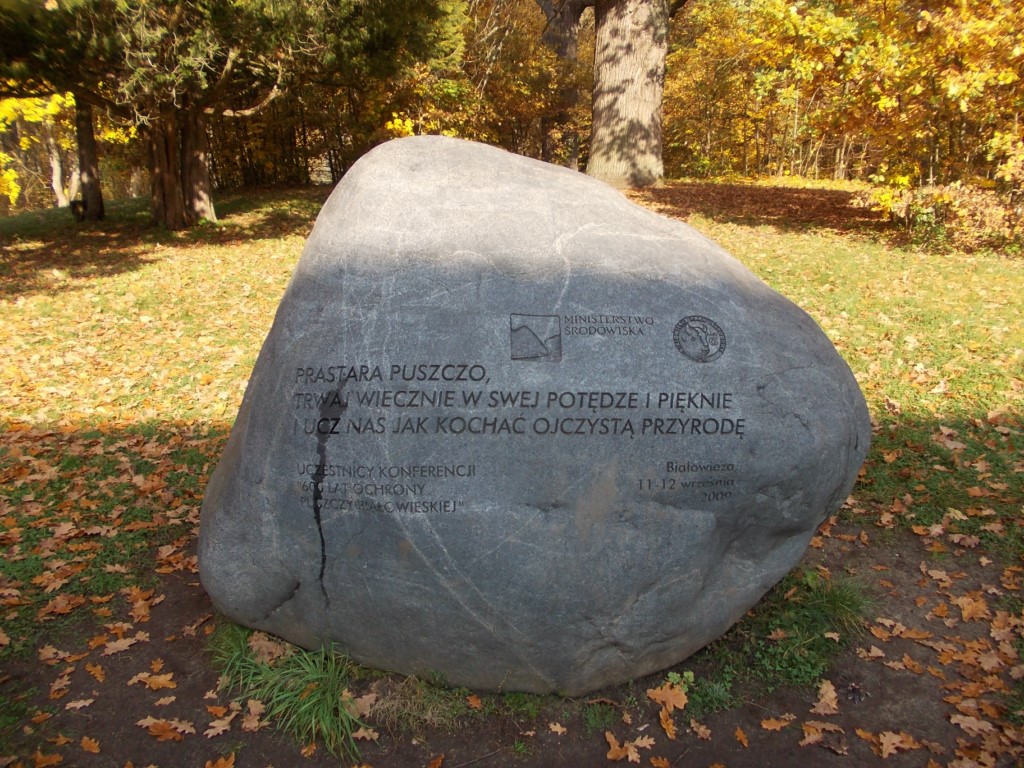 MINISTERSTWO
ŚRODOWISKA
PRASTARA PUSZCZO,
TRWAJ WIECZNIE W SWEJ POTĘDZE I PIĘKNIE
I UCZ NAS JAK KOCHAĆ OJCZYSTĄ PRZYRODĘ
UCZESTNICY KONFERENCJI
"600 LAT OCHRONY
PUSZCZY BIAŁOWIESKIEJ"
Białowieża
11-12 września
2009